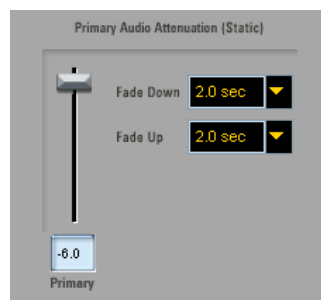 Primary Audio Attenuation (Static)
Fade Down 2.0 sec
Fade Up 2.0 sec
-6.0
Primary